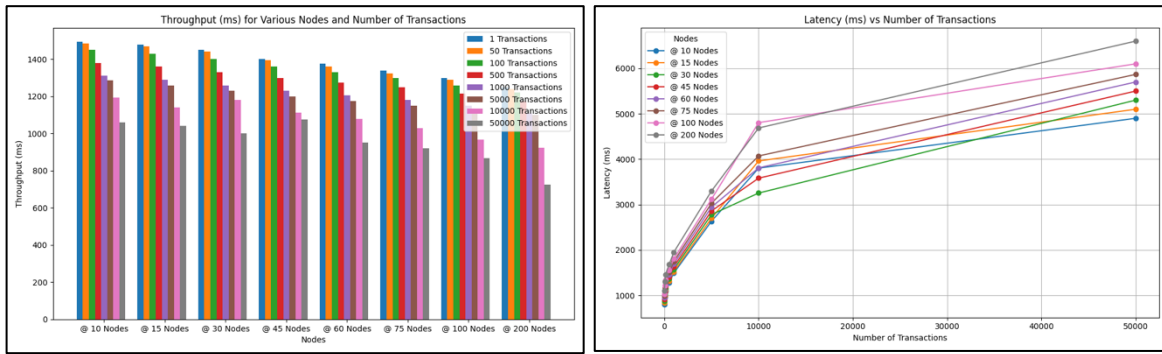 Throughput (ms) for Various Nodes and Number of Transactions
1 Transactions
50 Transactions
100 Transactions
500 Transactions
1000 Transactions
5000 Transactions
10000 Transactions
50000 Transactions
1400
1200
1000
800
600
400
200
0
Throughput (ms)
@ 10 Nodes
@ 15 Nodes
@ 30 Nodes
@ 45 Nodes
@ 60 Nodes
@ 75 Nodes
@ 100 Nodes
@ 200 Nodes
Nodes
Latency (ms) vs Number of Transactions
Nodes
@ 10 Nodes
@ 15 Nodes
@ 30 Nodes
@ 45 Nodes
@ 60 Nodes
@ 75 Nodes
@ 100 Nodes
@ 200 Nodes
6000
5000
4000
3000
2000
1000
Latency (ms)
0
10000
20000
30000
40000
50000
Number of Transactions